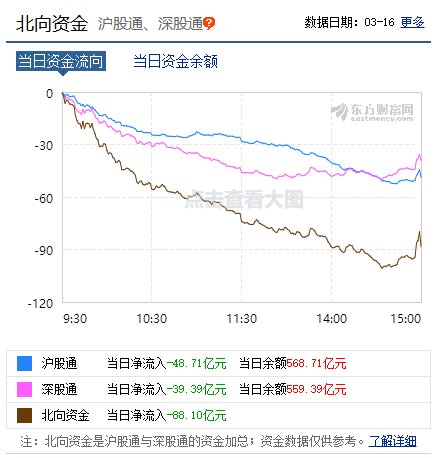 北向资金 沪股通、深股通 数据日期：03-16 更多
当日资金流向 当日资金余额
东方财富网
eastmoney.com
点击查看大图
0
-30
-60
-90
-120
9:30 10:30 11:30 14:00 15:00
沪股通 当日净流入-48.71亿元 当日余额568.71亿元
深股通 当日净流入-39.39亿元 当日余额559.39亿元
北向资金 当日净流入-88.10亿元
注：北向资金是沪股通与深股通的资金加总；资金数据仅供参考。了解详细